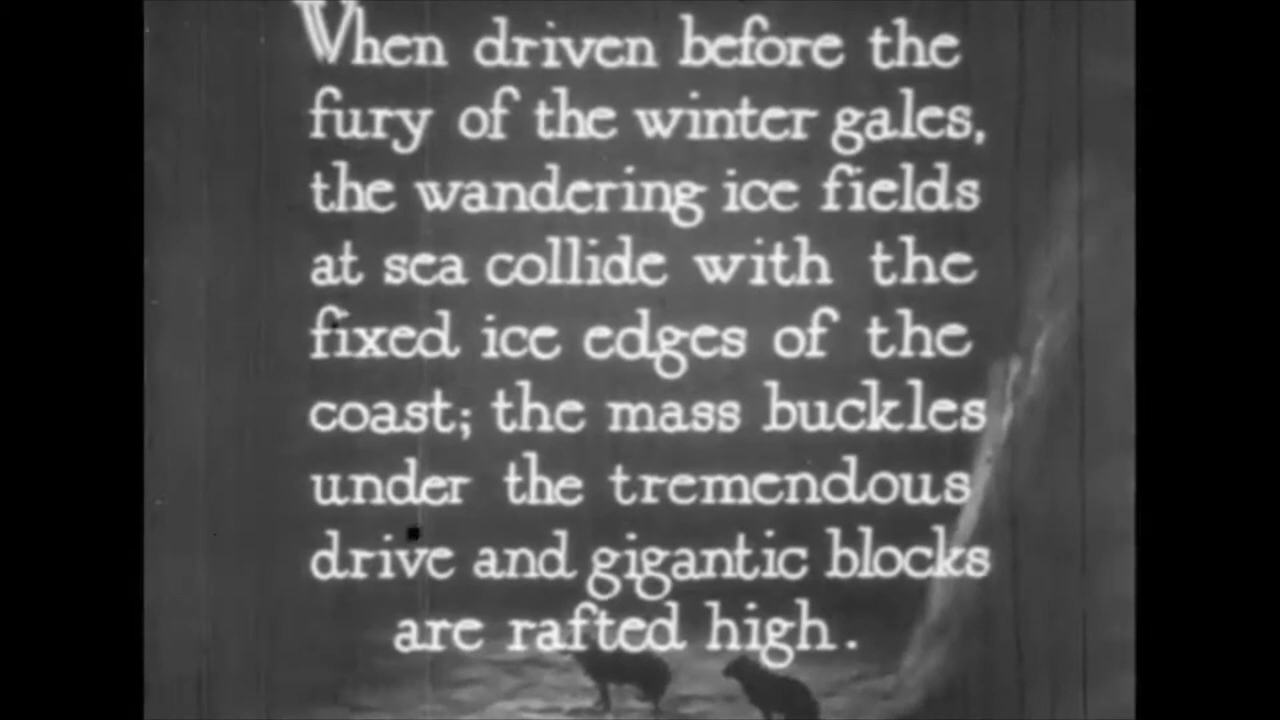 When driven before the
fury of the winter gales,
the wandering ice fields
at sea collide with the
fixed ice edges of the
coast; the mass buckles
under the tremendous
drive and gigantic blocks
are rafted high.